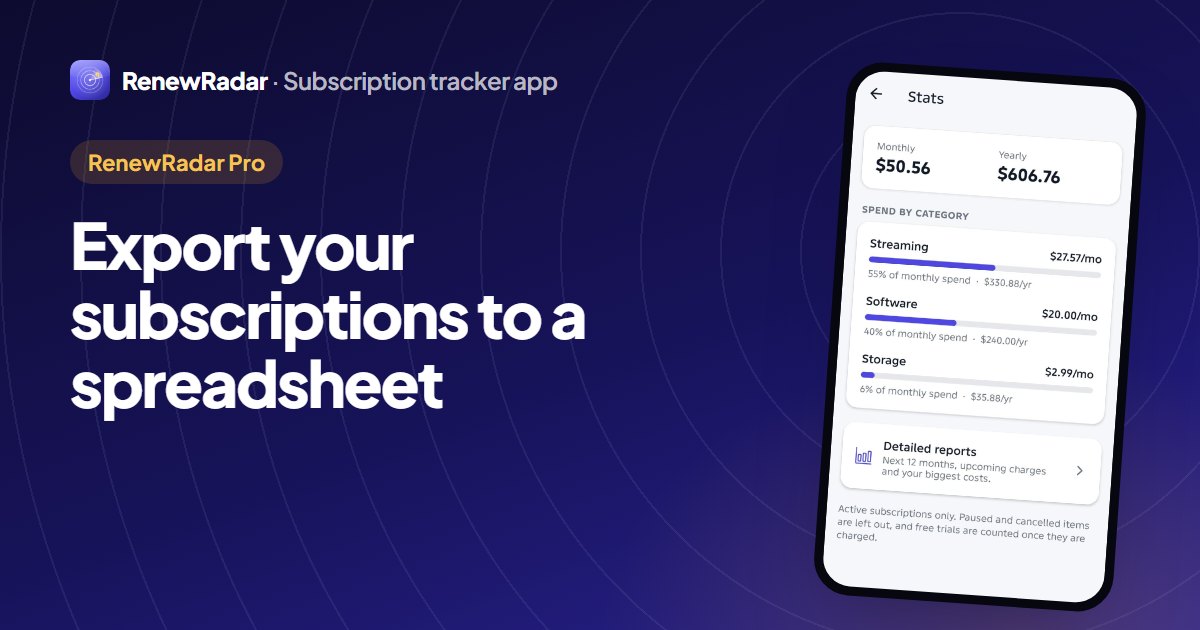 RenewRadar · Subscription tracker app
RenewRadar Pro
Export your
subscriptions to a
spreadsheet
Stats
Monthly
$50.56
Yearly
$606.76
SPEND BY CATEGORY
Streaming
$27.57/mo
55% of monthly spend · $330.88/yr
Software
$20.00/mo
40% of monthly spend · $240.00/yr
Storage
$2.99/mo
6% of monthly spend · $35.88/yr
Detailed reports
Next 12 months, upcoming charges
and your biggest costs.
Active subscriptions only. Paused and cancelled items
are left out, and free trials are counted once they are
charged.